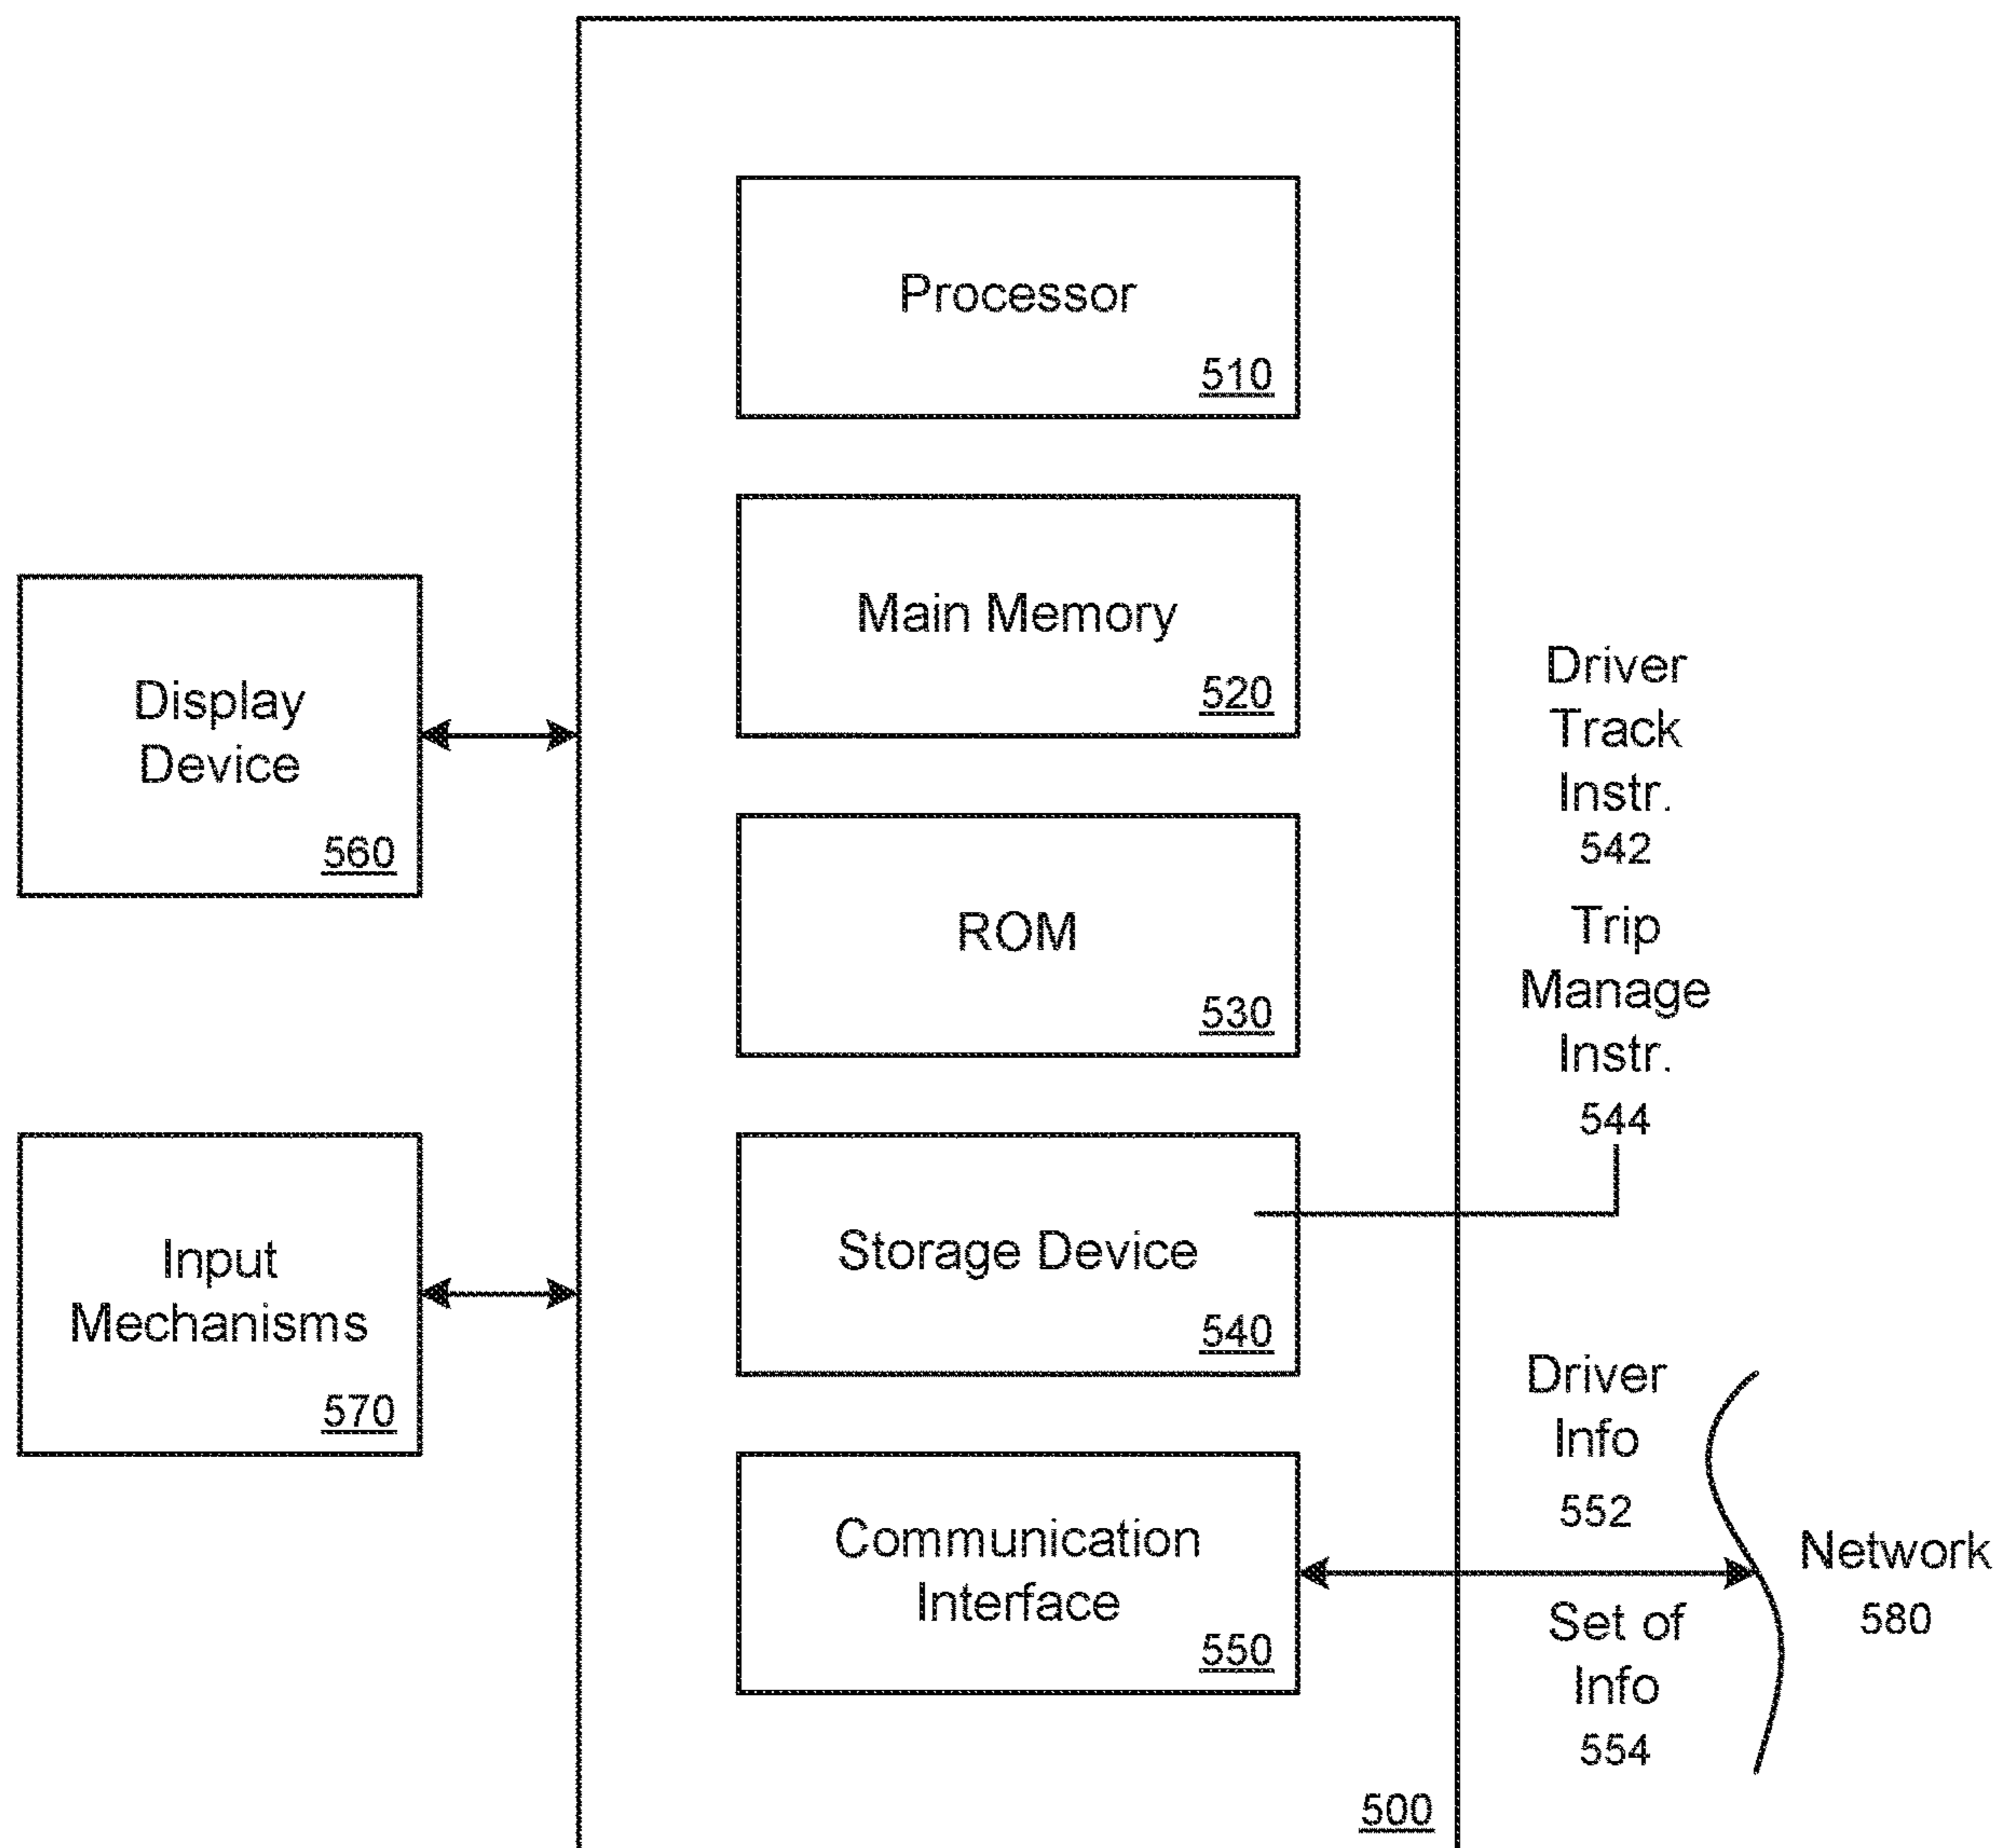 Processor
510
Main Memory
520
ROM
530
Storage Device
540
Communication
Interface
550
500
Display
Device
560
Input
Mechanisms
570
Driver
Track
Instr.
542
Trip
Manage
Instr.
544
Driver
Info
552
Set of
Info
554
Network
580